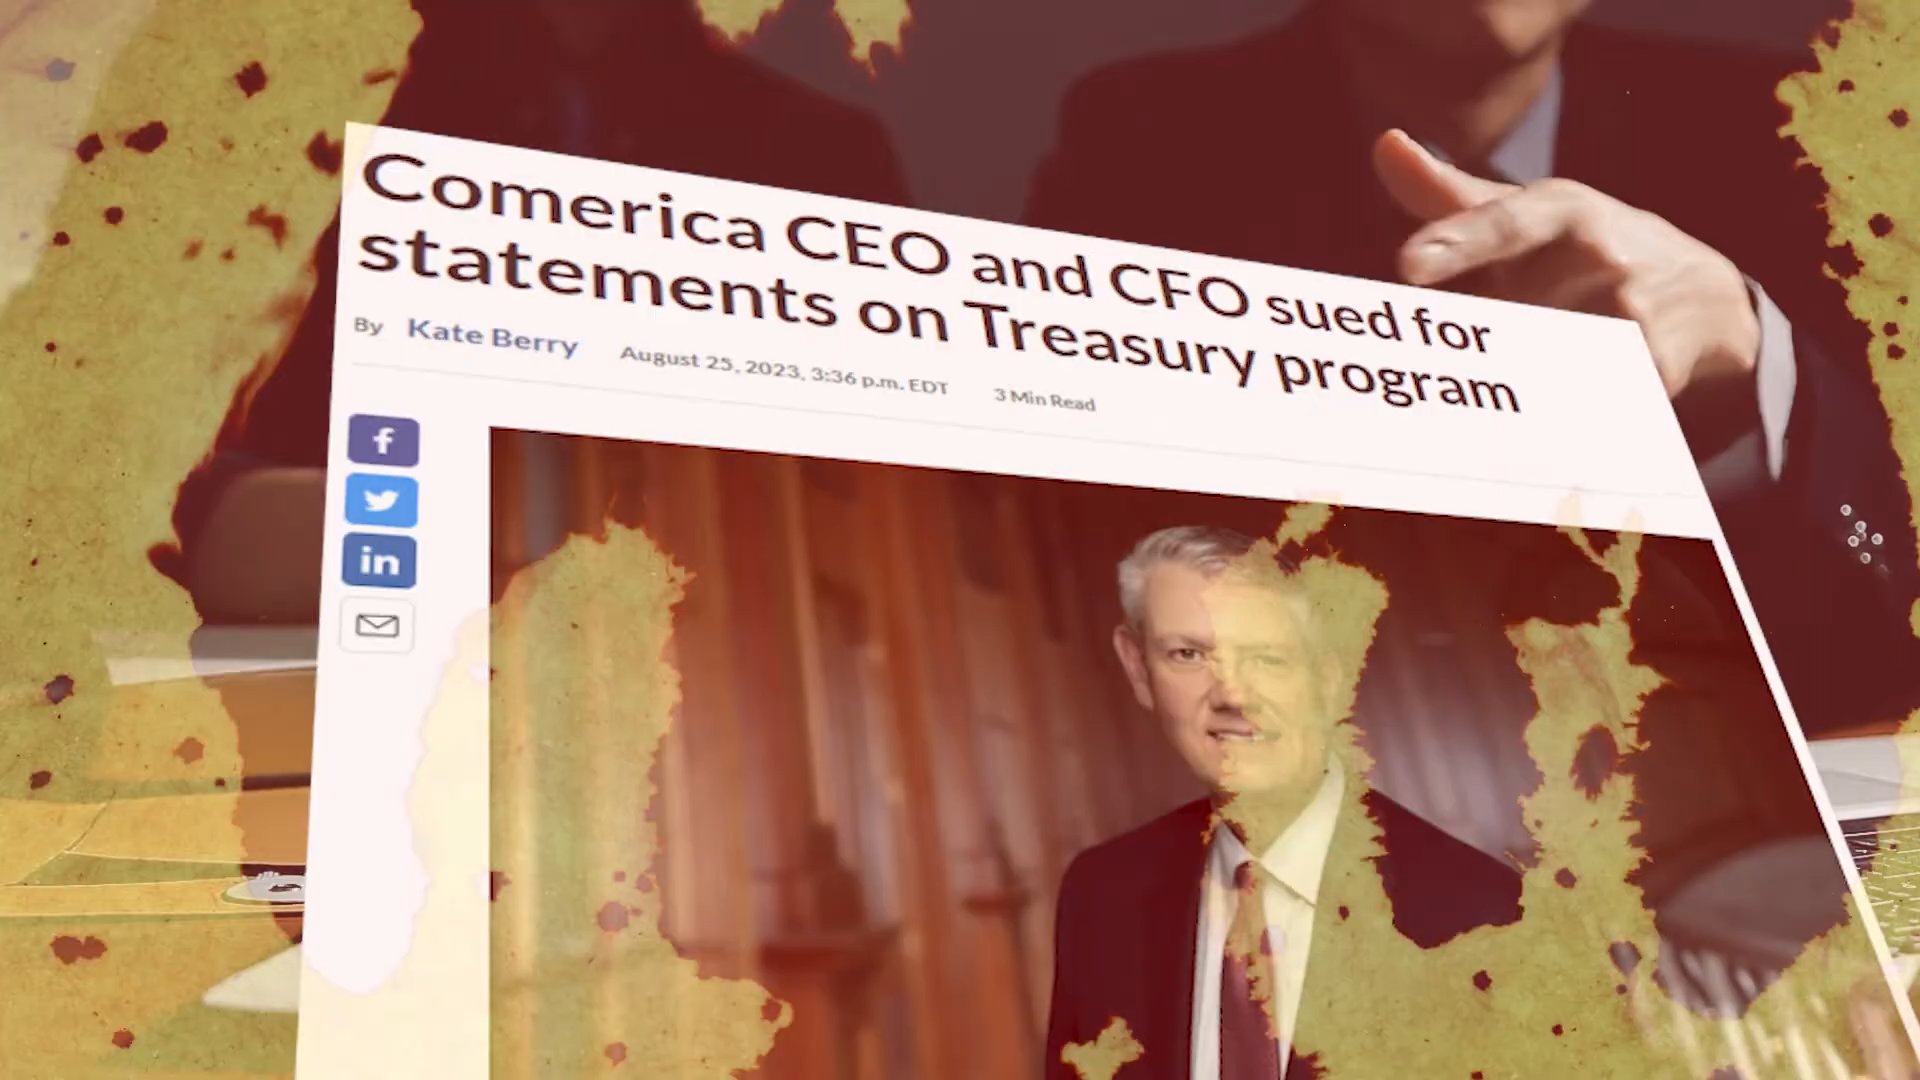 Comerica CEO and CFO sued for
statements on Treasury program
By Kate Berry August 25, 2023, 3:36 p.m. EDT 3 Min Read
f
in